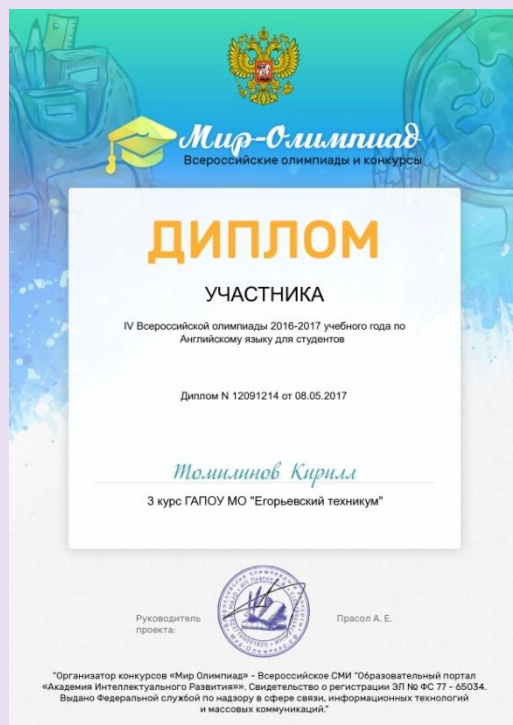 Мир-Олимпиад
Всероссийские олимпиады и конкурсы
ДИПЛОМ
УЧАСТНИКА
IV Всероссийской олимпиады 2016-2017 учебного года по
Английскому языку для студентов
Диплом N 12091214 от 08.05.2017
Томилинов Кирилл
3 курс ГАПОУ МО "Егорьевский техникум"
Руководитель
проекта:
Прасол А. Е.
"Организатор конкурсов «Мир Олимпиад» - Всероссийское СМИ "Образовательный портал
«Академия Интеллектуального Развития»». Свидетельство о регистрации ЭЛ № ФС 77 - 65034.
Выдано Федеральной службой по надзору в сфере связи, информационных технологий
и массовых коммуникаций."